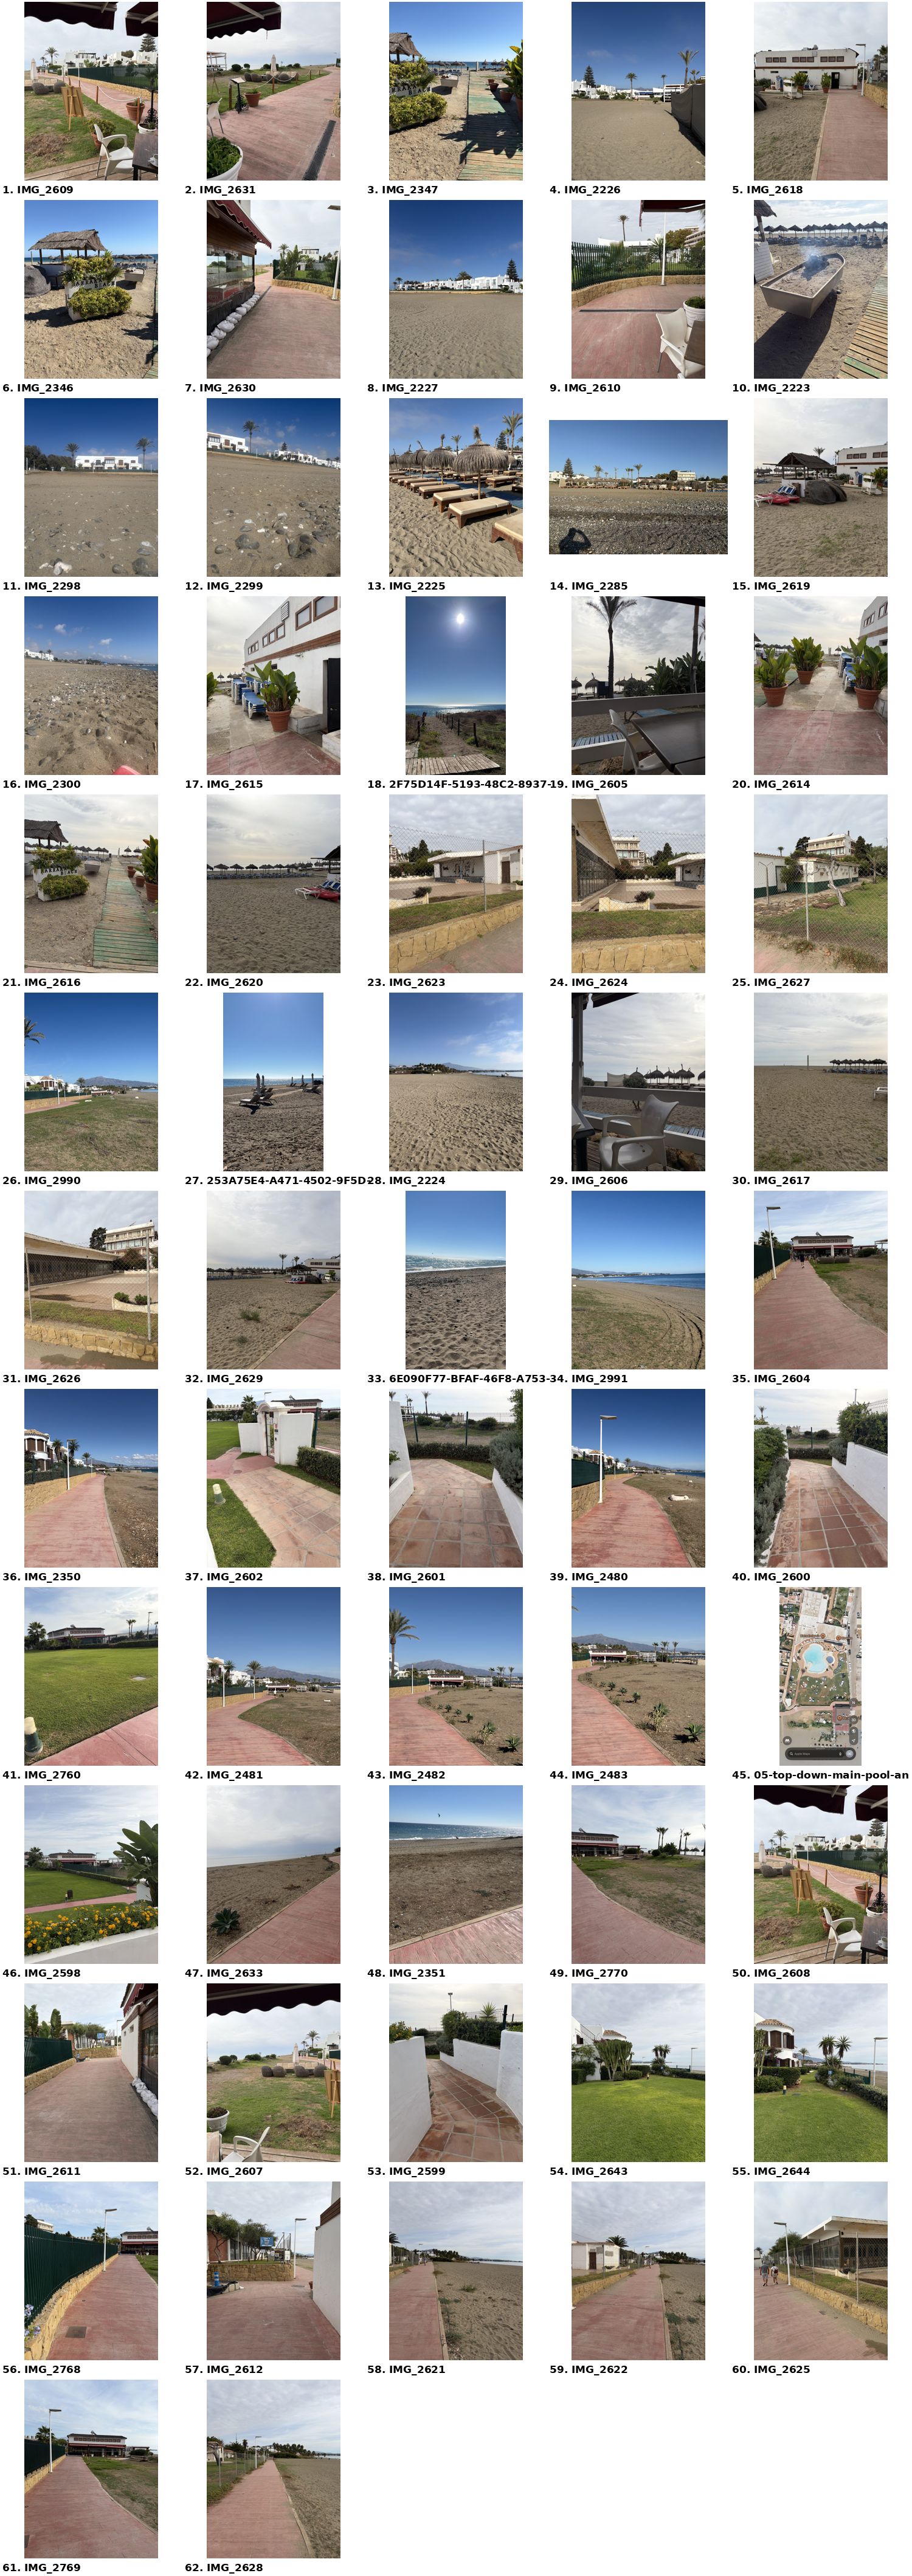 1. IMG_2609
2. IMG_2631
3. IMG_2347
4. IMG_2226
5. IMG_2618
6. IMG_2346
7. IMG_2630
8. IMG_2227
9. IMG_2610
10. IMG_2223
11. IMG_2298
12. IMG_2299
13. IMG_2225
14. IMG_2285
15. IMG_2619
16. IMG_2300
17. IMG_2615
18. 2F75D14F-5193-48C2-8937-
19. IMG_2605
20. IMG_2614
21. IMG_2616
22. IMG_2620
23. IMG_2623
24. IMG_2624
25. IMG_2627
26. IMG_2990
27. 253A75E4-A471-4502-9F5D-
28. IMG_2224
29. IMG_2606
30. IMG_2617
31. IMG_2626
32. IMG_2629
33. 6E090F77-BFAF-46F8-A753-
34. IMG_2991
35. IMG_2604
36. IMG_2350
37. IMG_2602
38. IMG_2601
39. IMG_2480
40. IMG_2600
41. IMG_2760
42. IMG_2481
43. IMG_2482
44. IMG_2483
45. 05-top-down-main-pool-an
46. IMG_2598
47. IMG_2633
48. IMG_2351
49. IMG_2770
50. IMG_2608
51. IMG_2611
52. IMG_2607
53. IMG_2599
54. IMG_2643
55. IMG_2644
56. IMG_2768
57. IMG_2612
58. IMG_2621
59. IMG_2622
60. IMG_2625
61. IMG_2769
62. IMG_2628